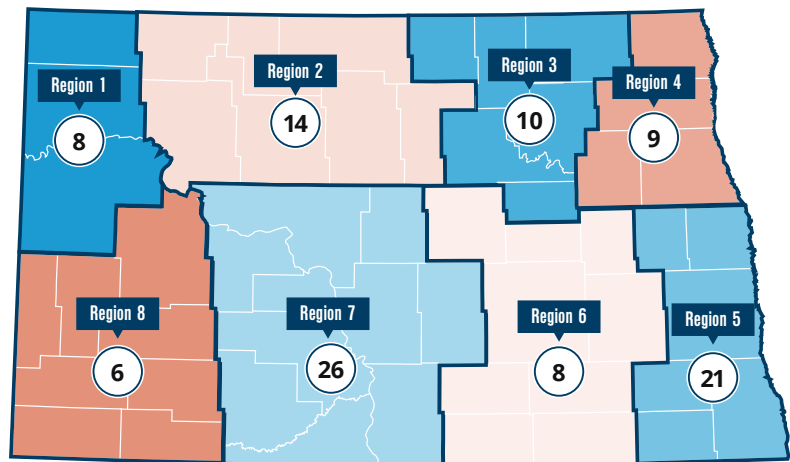 Region 1
8
Region 2
14
Region 3
10
Region 4
9
Region 8
6
Region 7
26
Region 6
8
Region 5
21